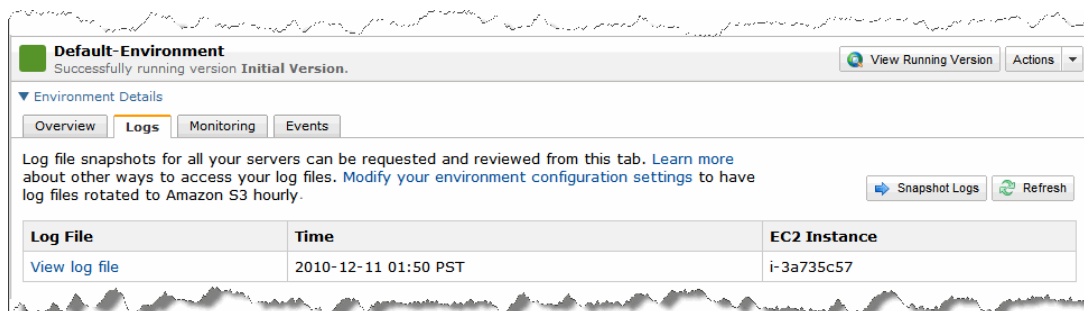 Default-Environment
Successfully running version Initial Version.
View Running Version
Actions
Environment Details
Overview
Logs
Monitoring
Events
Log file snapshots for all your servers can be requested and reviewed from this tab. Learn more
about other ways to access your log files. Modify your environment configuration settings to have
log files rotated to Amazon S3 hourly.
Snapshot Logs
Refresh
Log File
Time
EC2 Instance
View log file
2010-12-11 01:50 PST
i-3a735c57